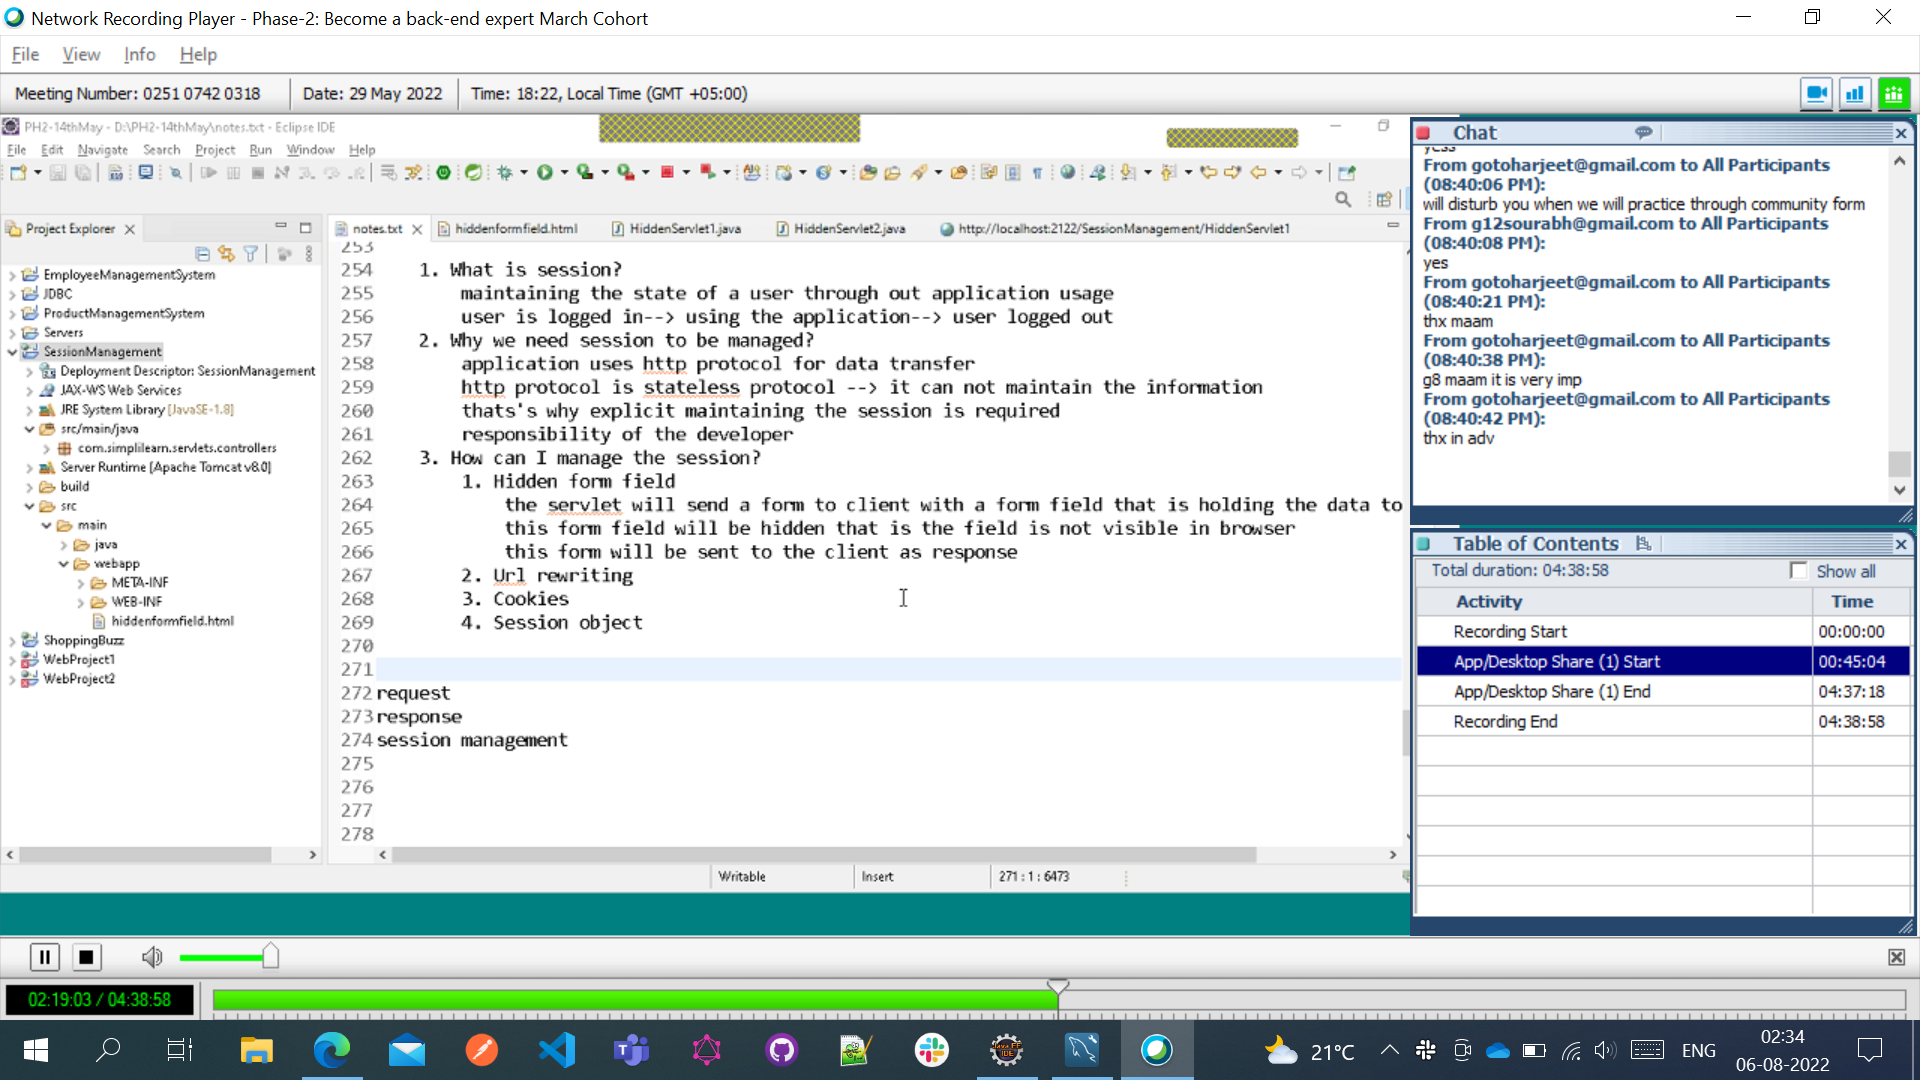 Network Recording Player - Phase-2: Become a back-end expert March Cohort
File View Info Help
Meeting Number: 0251 0742 0318 Date: 29 May 2022 Time: 18:22, Local Time (GMT +05:00)
PH2-14thMay - D:\PH2-14thMay\notes.txt - Eclipse IDE
File Edit Navigate Search Project Run Window Help
Project Explorer
EmployeeManagementSystem
JDBC
ProductManagementSystem
Servers
SessionManagement
Deployment Descriptor: SessionManagement
JAX-WS Web Services
JRE System Library [JavaSE-1.8]
src/main/java
com.simplilearn.servlets.controllers
Server Runtime [Apache Tomcat v8.0]
build
src
main
java
webapp
META-INF
WEB-INF
hiddenformfield.html
ShoppingBuzz
WebProject1
WebProject2
notes.txt hiddenformfield.html HiddenServlet1.java HiddenServlet2.java http://localhost:2122/SessionManagement/HiddenServlet1
253
254 1. What is session?
255 maintaining the state of a user through out application usage
256 user is logged in--> using the application--> user logged out
257 2. Why we need session to be managed?
258 application uses http protocol for data transfer
259 http protocol is stateless protocol --> it can not maintain the information
260 thats's why explicit maintaining the session is required
261 responsibility of the developer
262 3. How can I manage the session?
263 1. Hidden form field
264 the servlet will send a form to client with a form field that is holding the data to
265 this form field will be hidden that is the field is not visible in browser
266 this form will be sent to the client as response
267 2. Url rewriting
268 3. Cookies
269 4. Session object
270
271
272 request
273 response
274 session management
275
276
277
278
Writable Insert 271 : 1 : 6473
Chat
yess
From gotoharjeet@gmail.com to All Participants
(08:40:06 PM):
will disturb you when we will practice through community form
From g12sourabh@gmail.com to All Participants
(08:40:08 PM):
yes
From gotoharjeet@gmail.com to All Participants
(08:40:21 PM):
thx maam
From gotoharjeet@gmail.com to All Participants
(08:40:38 PM):
g8 maam it is very imp
From gotoharjeet@gmail.com to All Participants
(08:40:42 PM):
thx in adv
Table of Contents
Total duration: 04:38:58 Show all
Activity Time
Recording Start 00:00:00
App/Desktop Share (1) Start 00:45:04
App/Desktop Share (1) End 04:37:18
Recording End 04:38:58
02:19:03 / 04:38:58
21°C ENG 02:34
06-08-2022